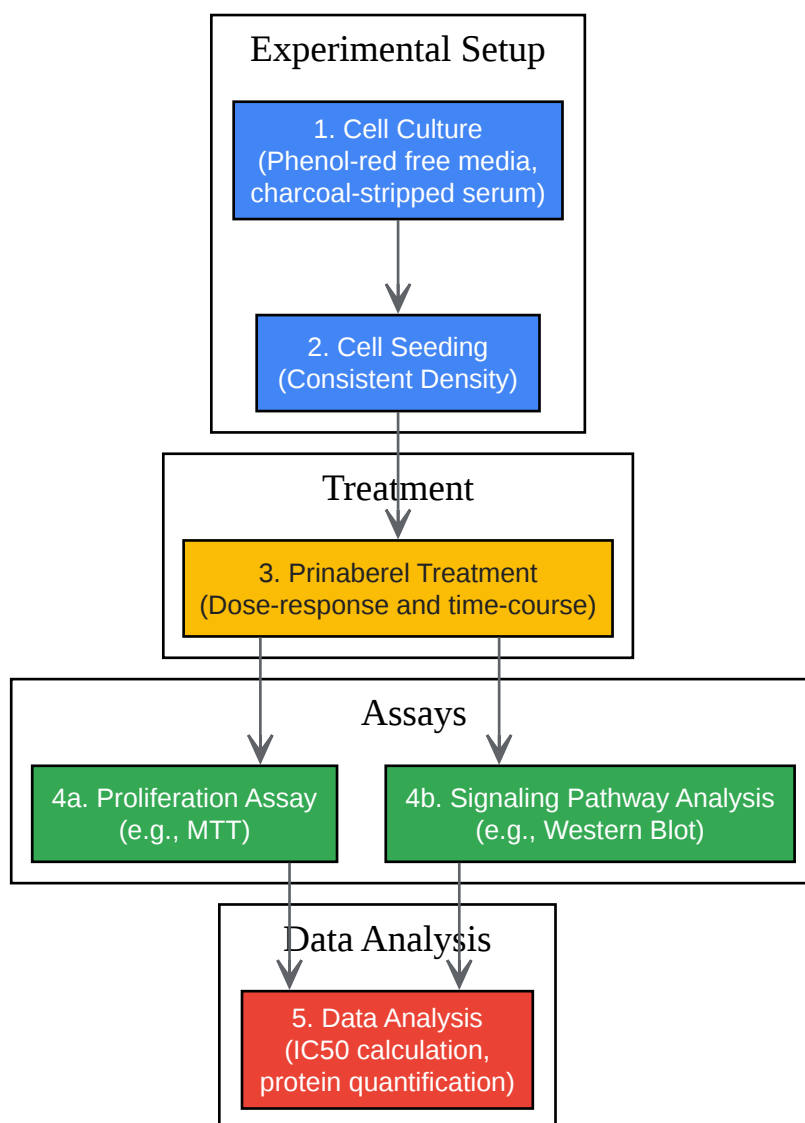 Experimental Setup
1. Cell Culture
(Phenol-red free media,
charcoal-stripped serum)
2. Cell Seeding
(Consistent Density)
Treatment
3. Prinaberel Treatment
(Dose-response and time-course)
Assays
4a. Proliferation Assay
(e.g., MTT)
4b. Signaling Pathway Analysis
(e.g., Western Blot)
Data Analysis
5. Data Analysis
(IC50 calculation,
protein quantification)